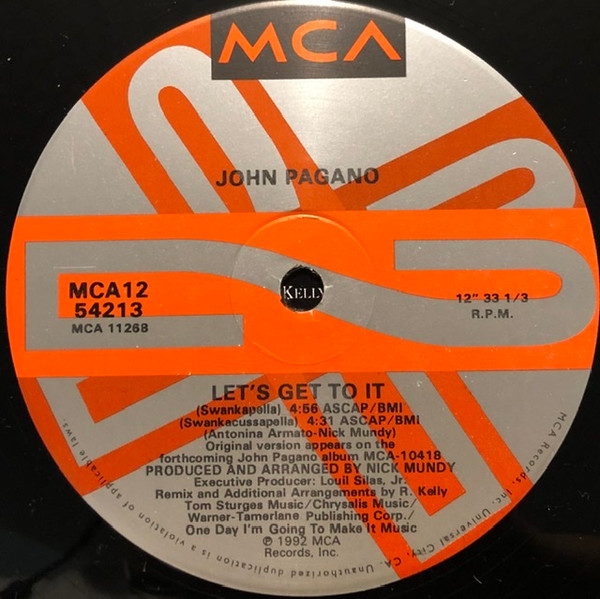 MCA
JOHN PAGANO
MCA12
54213
MCA 11268
KELLY
12" 33 1/3
R.P.M.
LET'S GET TO IT
(Swankapella) 4:56 ASCAP/BMI
(Swankacussapella) 4:31 ASCAP/BMI
(Antonina Armato-Nick Mundy)
Original version appears on the
forthcoming John Pagano album MCA-10418.
PRODUCED AND ARRANGED BY NICK MUNDY
Executive Producer: Louil Silas, Jr.
Remix and Additional Arrangements by R. Kelly
Tom Sturges Music/Chrysalis Music/
Warner-Tamerlane Publishing Corp./
One Day I'm Going To Make It Music
℗ 1992 MCA
Records, Inc.
MCA Records, Inc. Universal City, CA. Unauthorized duplication is a violation of applicable laws.